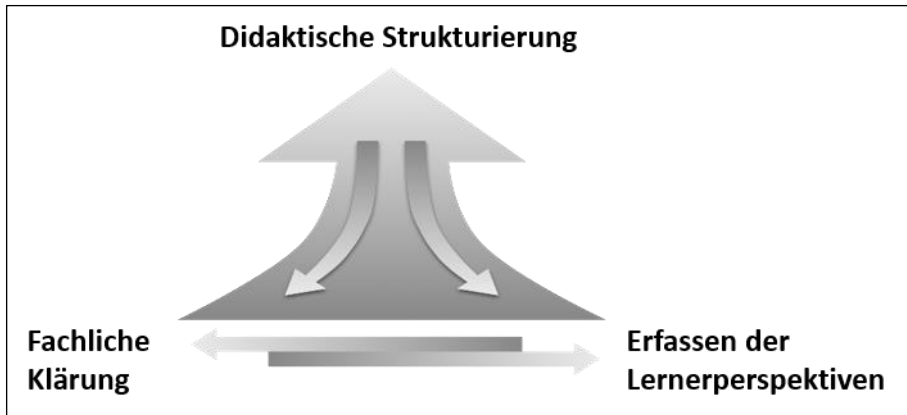 Didaktische Strukturierung
Fachliche
Klärung
Erfassen der
Lernerperspektiven